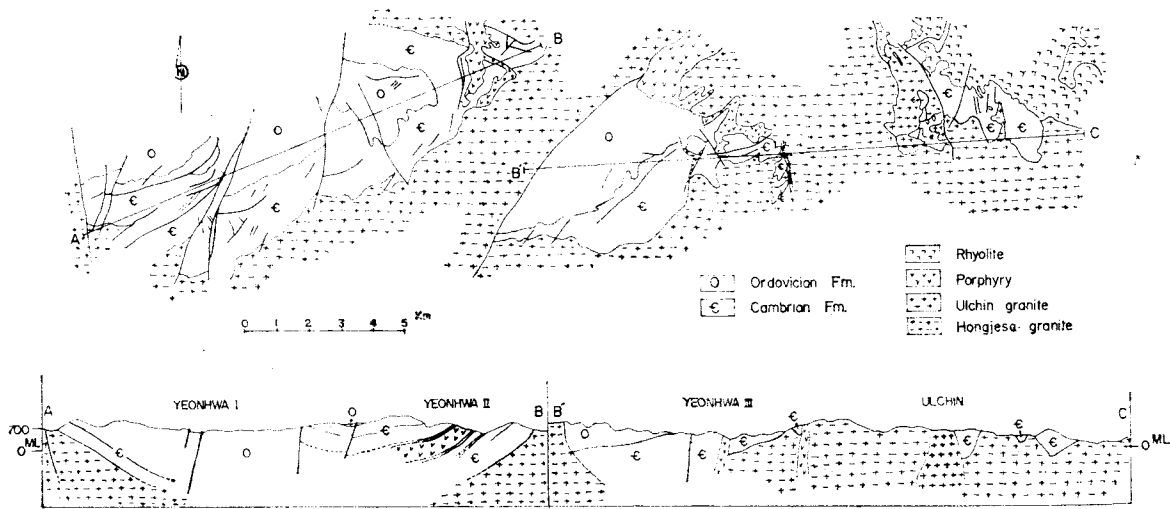 N
B
€
€
O
O
€
O
€
C
€
€
O
B'
€
O
€
€
€
€
A
Rhyolite
Porphyry
O Ordovician Fm.
Ulchin granite
€ Cambrian Fm.
Hongjesa granite
0 1 2 3 4 5 Km
A YEONHWA I O YEONHWA II B B' YEONHWA III € ULCHIN € C
700
ML
0
€ O € € O € € € € €
ML
0